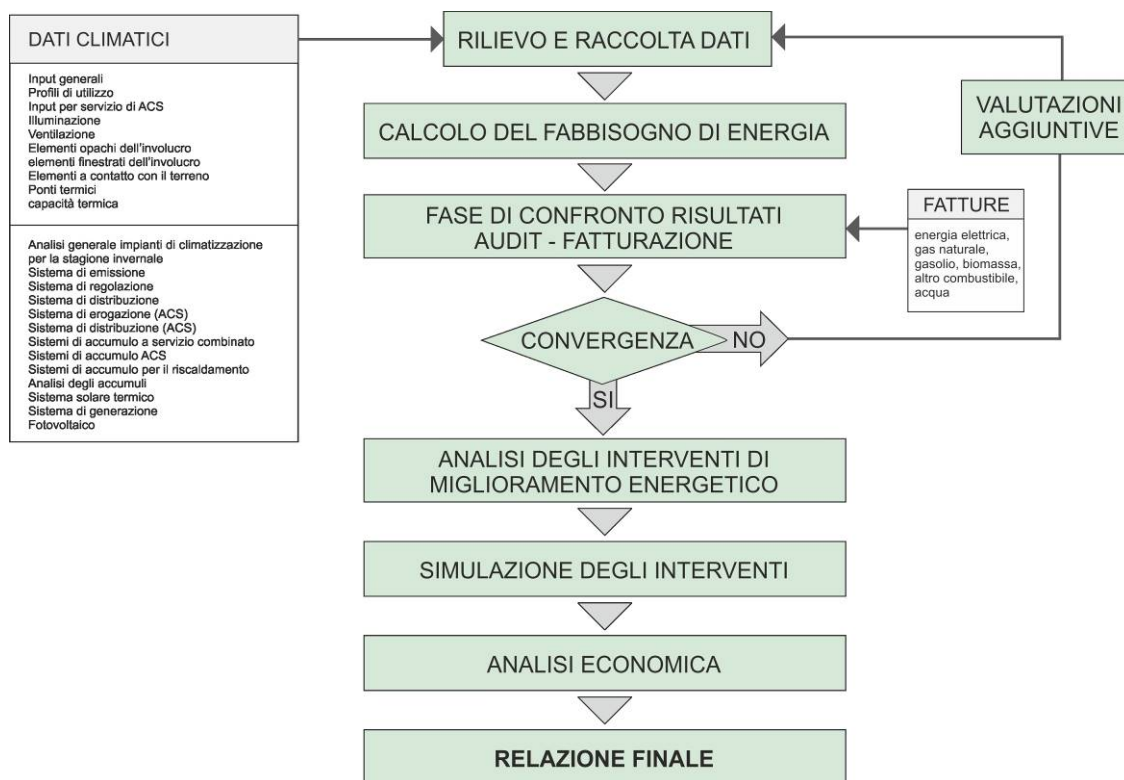 DATI CLIMATICI
Input generali
Profili di utilizzo
Input per servizio di ACS
Illuminazione
Ventilazione
Elementi opachi dell'involucro
elementi finestrati dell'involucro
Elementi a contatto con il terreno
Ponti termici
capacità termica
Analisi generale impianti di climatizzazione
per la stagione invernale
Sistema di emissione
Sistema di regolazione
Sistema di distribuzione
Sistema di erogazione (ACS)
Sistema di distribuzione (ACS)
Sistemi di accumulo a servizio combinato
Sistemi di accumulo ACS
Sistemi di accumulo per il riscaldamento
Analisi degli accumuli
Sistema solare termico
Sistema di generazione
Fotovoltaico
RILIEVO E RACCOLTA DATI
CALCOLO DEL FABBISOGNO DI ENERGIA
FASE DI CONFRONTO RISULTATI
AUDIT - FATTURAZIONE
VALUTAZIONI
AGGIUNTIVE
FATTURE
energia elettrica,
gas naturale,
gasolio, biomassa,
altro combustibile,
acqua
CONVERGENZA
NO
SI
ANALISI DEGLI INTERVENTI DI
MIGLIORAMENTO ENERGETICO
SIMULAZIONE DEGLI INTERVENTI
ANALISI ECONOMICA
RELAZIONE FINALE